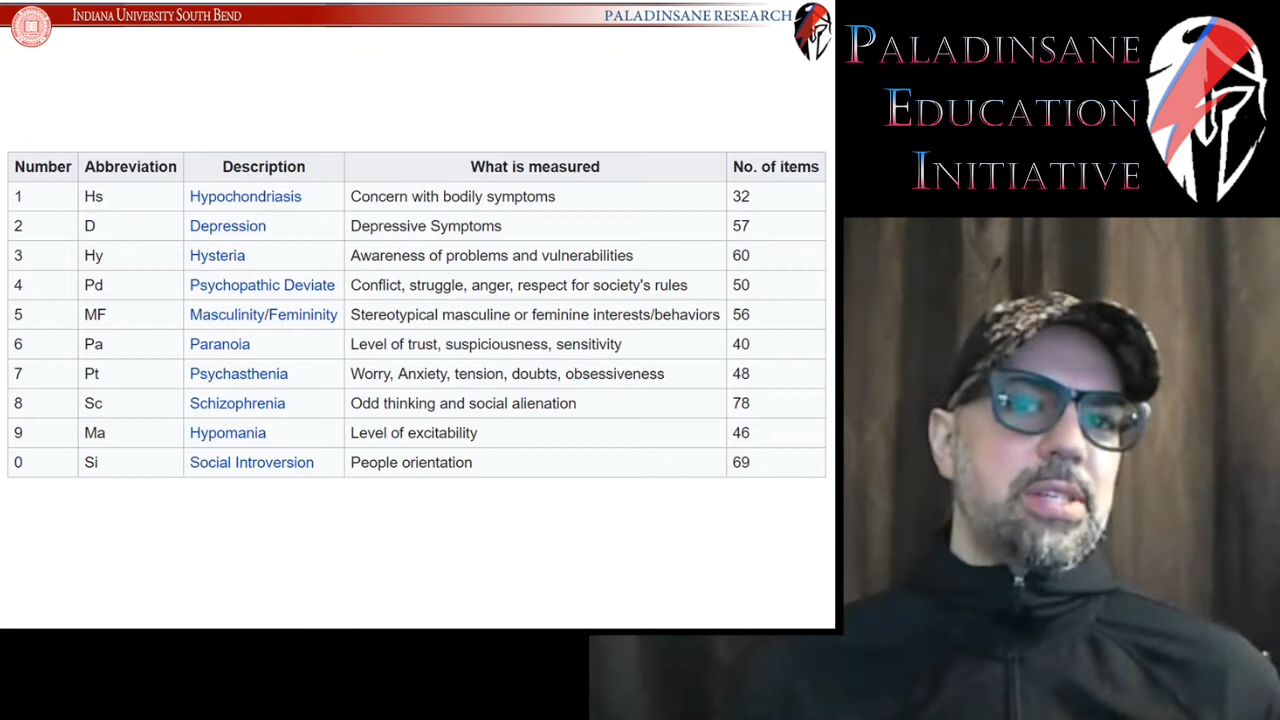 INDIANA UNIVERSITY SOUTH BEND
PALADINSANE RESEARCH
PALADINSANE
EDUCATION
INITIATIVE
Number Abbreviation Description What is measured No. of items
1 Hs Hypochondriasis Concern with bodily symptoms 32
2 D Depression Depressive Symptoms 57
3 Hy Hysteria Awareness of problems and vulnerabilities 60
4 Pd Psychopathic Deviate Conflict, struggle, anger, respect for society's rules 50
5 MF Masculinity/Femininity Stereotypical masculine or feminine interests/behaviors 56
6 Pa Paranoia Level of trust, suspiciousness, sensitivity 40
7 Pt Psychasthenia Worry, Anxiety, tension, doubts, obsessiveness 48
8 Sc Schizophrenia Odd thinking and social alienation 78
9 Ma Hypomania Level of excitability 46
0 Si Social Introversion People orientation 69